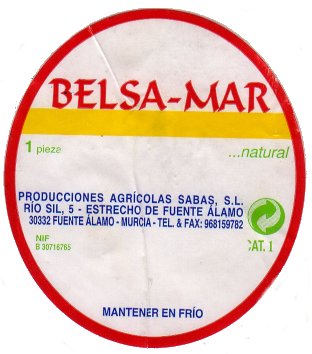 BELSA-MAR
1 pieza
...natural
PRODUCCIONES AGRÍCOLAS SABAS, S.L.
RÍO SIL, 5 - ESTRECHO DE FUENTE ÁLAMO
30332 FUENTE ÁLAMO - MURCIA - TEL. & FAX: 968159782
NIF
B 30716765
CAT. 1
MANTENER EN FRÍO